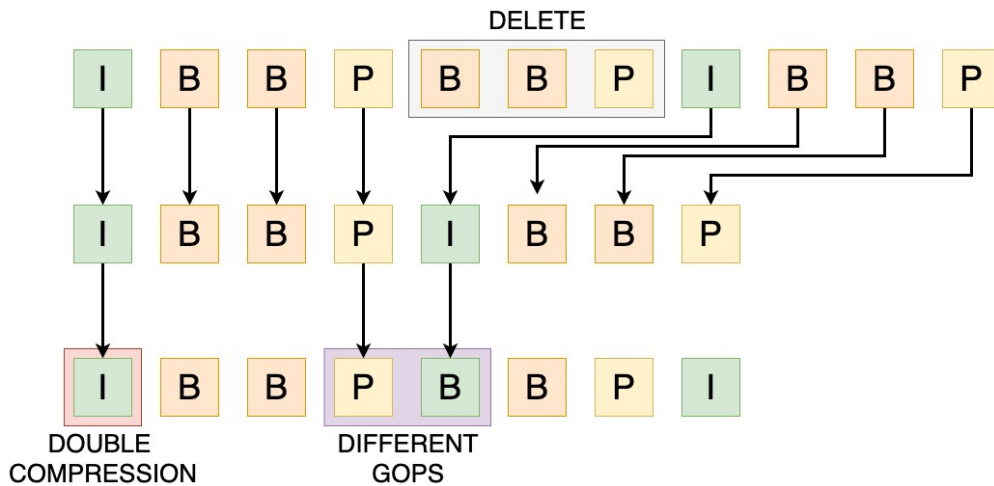 DELETE
I B B P B B P I B B P
I B B P I B B P
I B B P B B P I
DOUBLE DIFFERENT
COMPRESSION GOPS